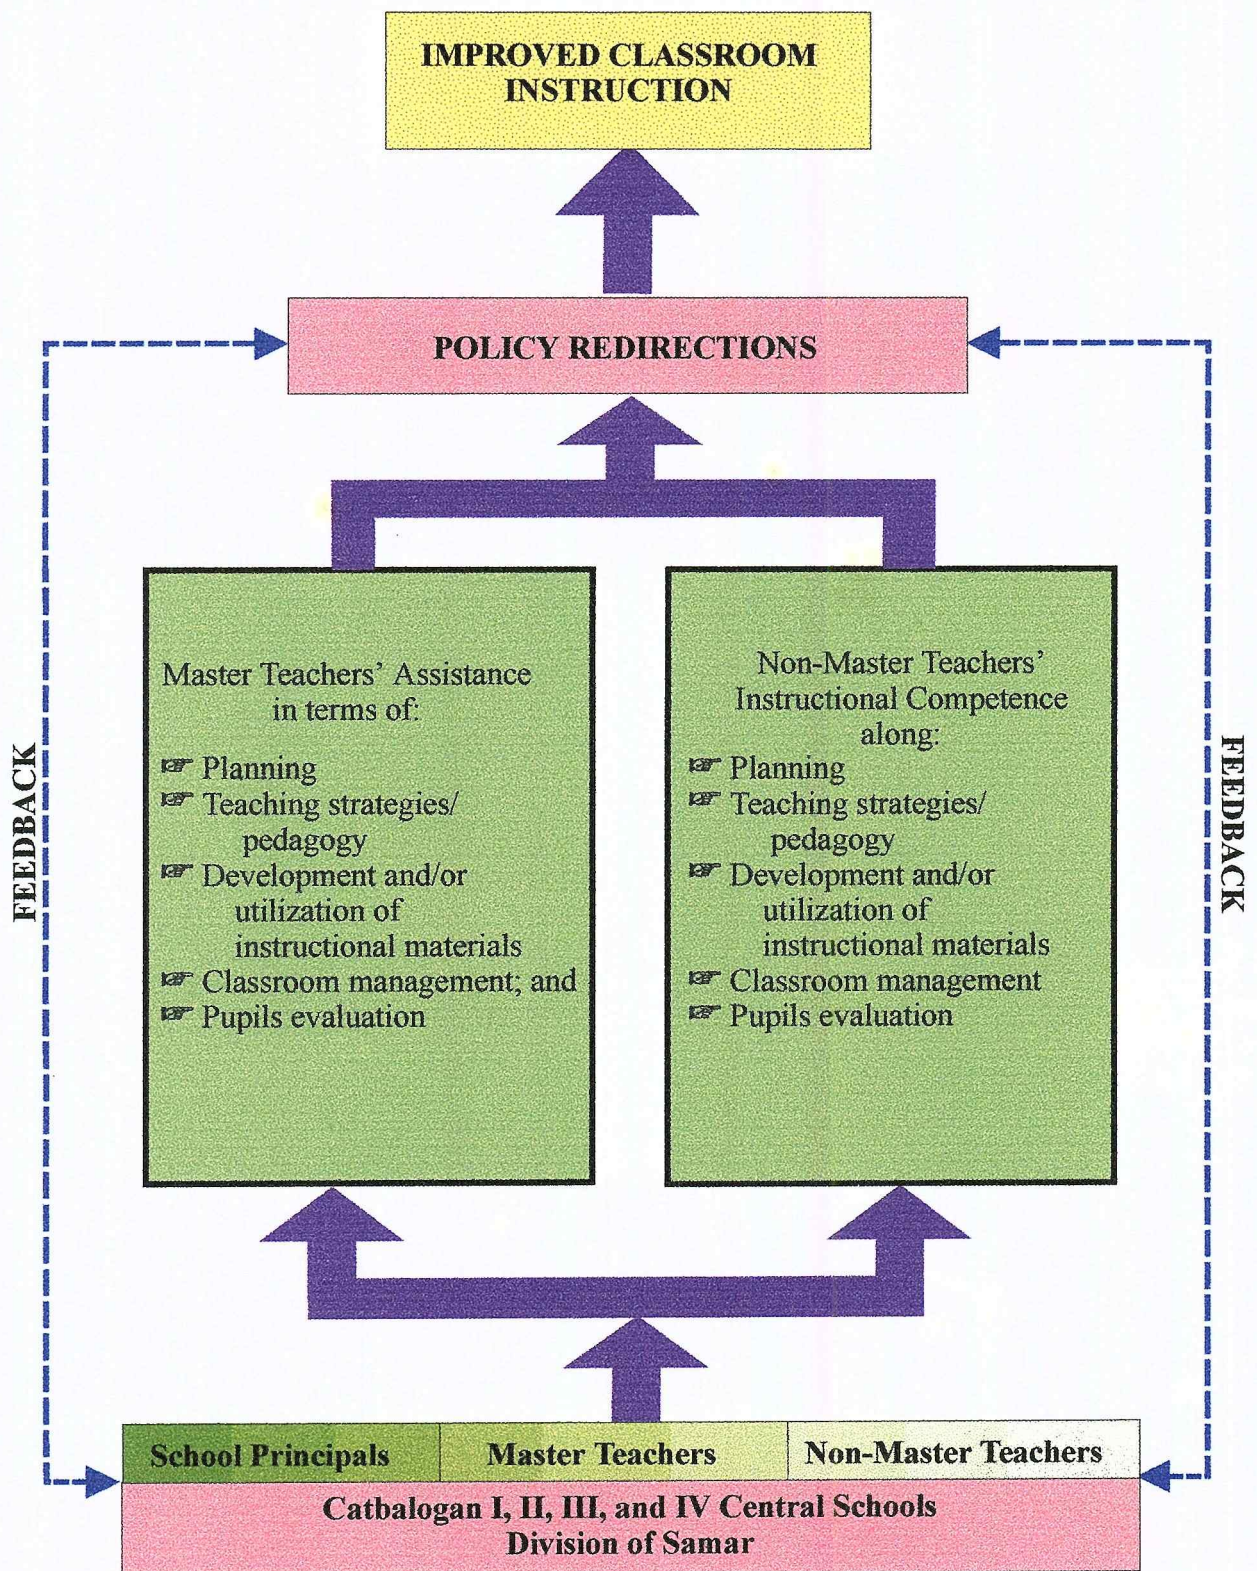 IMPROVED CLASSROOM
INSTRUCTION
POLICY REDIRECTIONS
FEEDBACK
Master Teachers’ Assistance
in terms of:
☞ Planning
☞ Teaching strategies/
pedagogy
☞ Development and/or
utilization of
instructional materials
☞ Classroom management; and
☞ Pupils evaluation
Non-Master Teachers’
Instructional Competence
along:
☞ Planning
☞ Teaching strategies/
pedagogy
☞ Development and/or
utilization of
instructional materials
☞ Classroom management
☞ Pupils evaluation
FEEDBACK
School Principals
Master Teachers
Non-Master Teachers
Catbalogan I, II, III, and IV Central Schools
Division of Samar